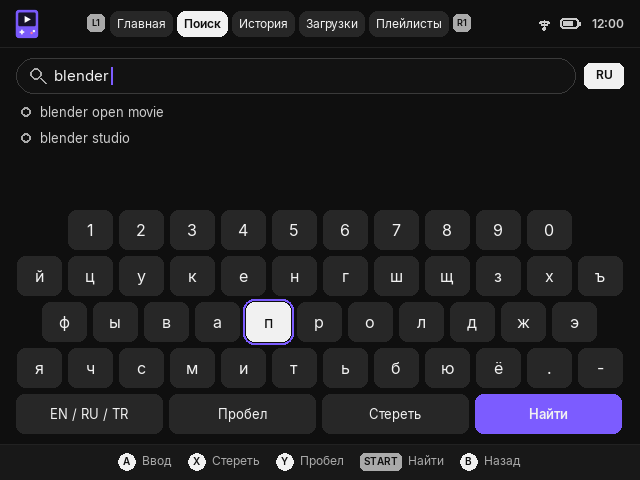 L1 Главная Поиск История Загрузки Плейлисты R1 12:00
blender RU
blender open movie
blender studio
1 2 3 4 5 6 7 8 9 0
й ц у к е н г ш щ з х ъ
ф ы в а п р о л д ж э
я ч с м и т ь б ю ё . -
EN / RU / TR Пробел Стереть Найти
A Ввод X Стереть Y Пробел START Найти B Назад